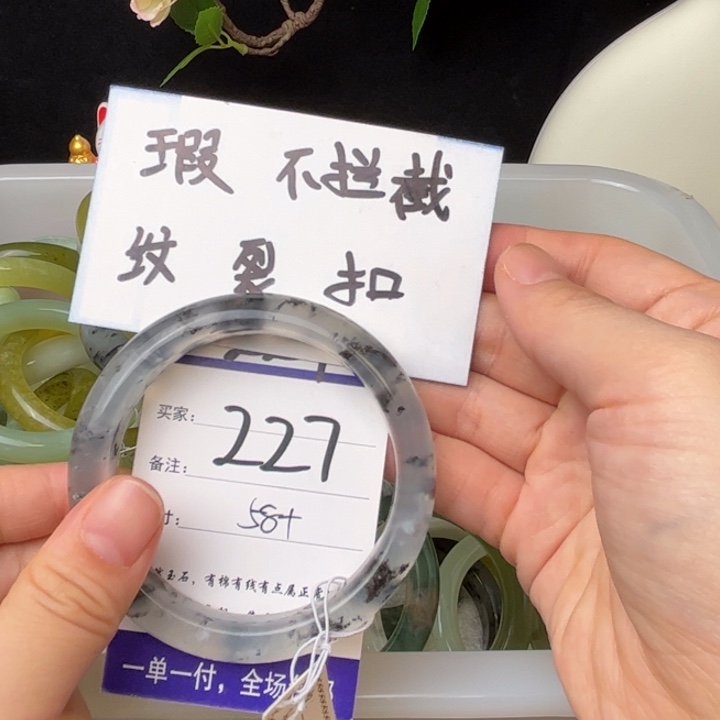 瑕 不拦截
纹 裂 扣
买家: 227
备注:
寸: 58+
玉石，有棉有线有点属正常
一单一付，全场